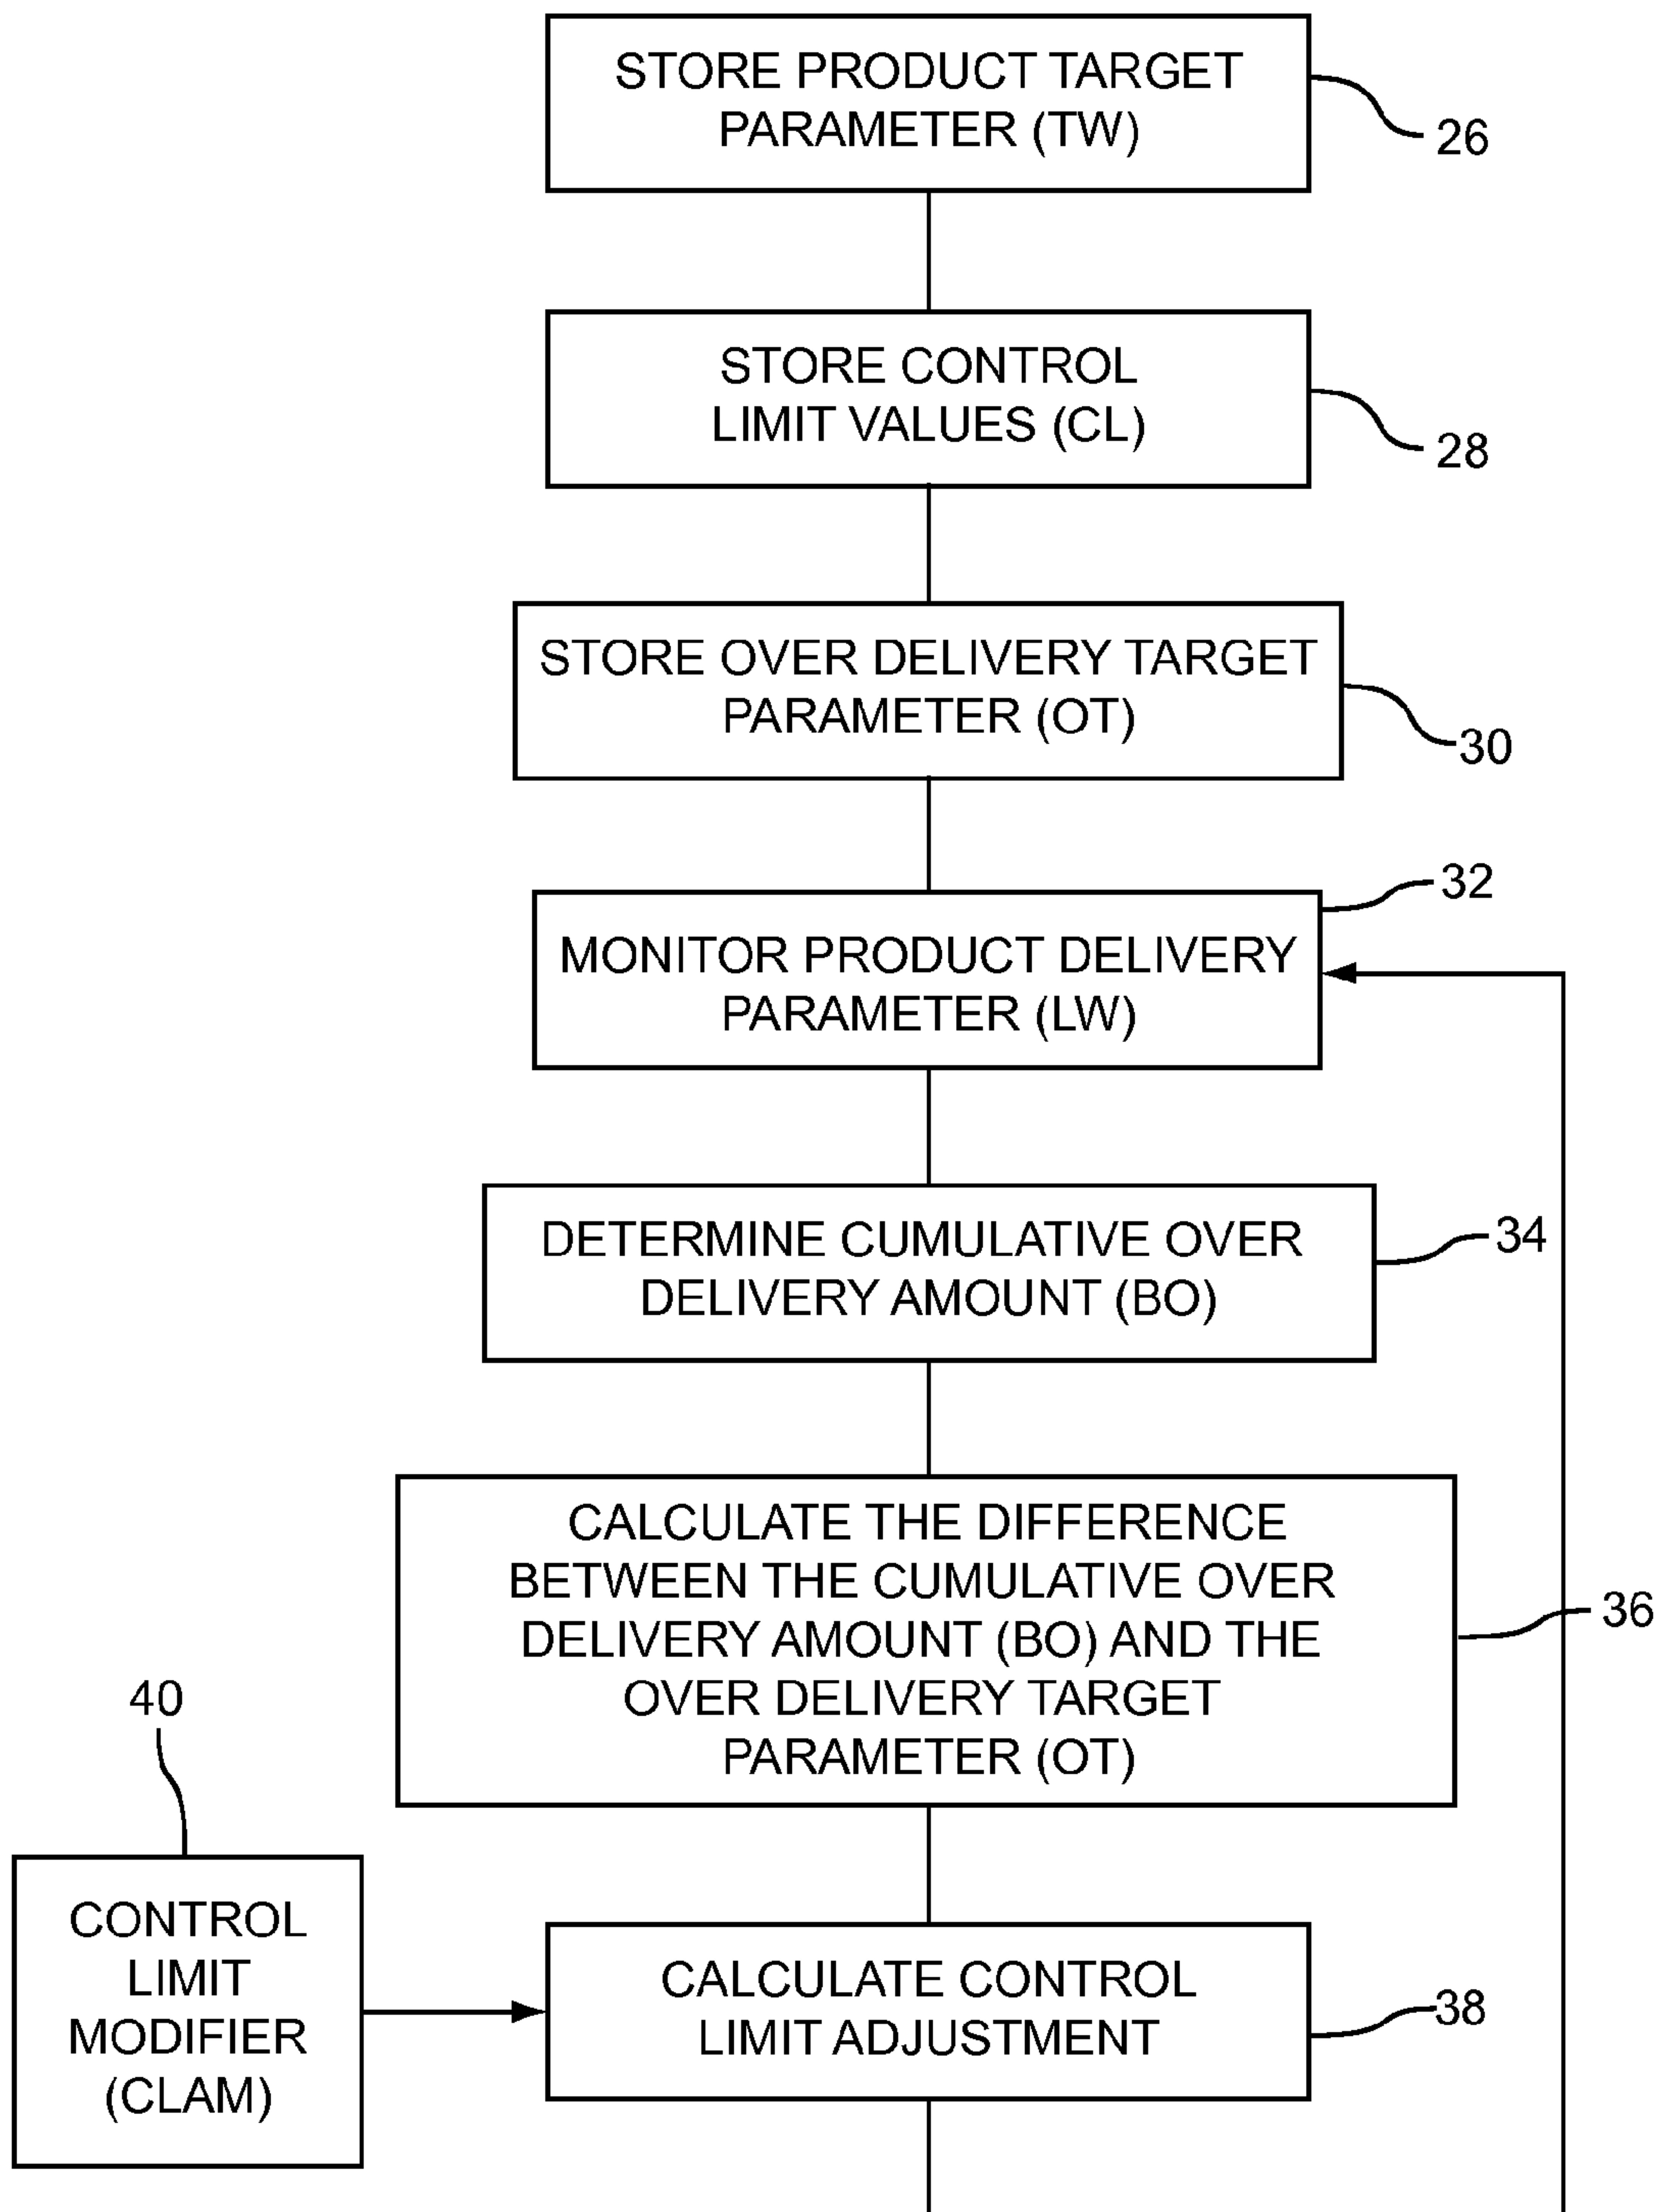 STORE PRODUCT TARGET
PARAMETER (TW)
26
STORE CONTROL
LIMIT VALUES (CL)
28
STORE OVER DELIVERY TARGET
PARAMETER (OT)
30
32
MONITOR PRODUCT DELIVERY
PARAMETER (LW)
DETERMINE CUMULATIVE OVER
DELIVERY AMOUNT (BO)
34
CALCULATE THE DIFFERENCE
BETWEEN THE CUMULATIVE OVER
DELIVERY AMOUNT (BO) AND THE
OVER DELIVERY TARGET
PARAMETER (OT)
36
40
CONTROL
LIMIT
MODIFIER
(CLAM)
CALCULATE CONTROL
LIMIT ADJUSTMENT
38